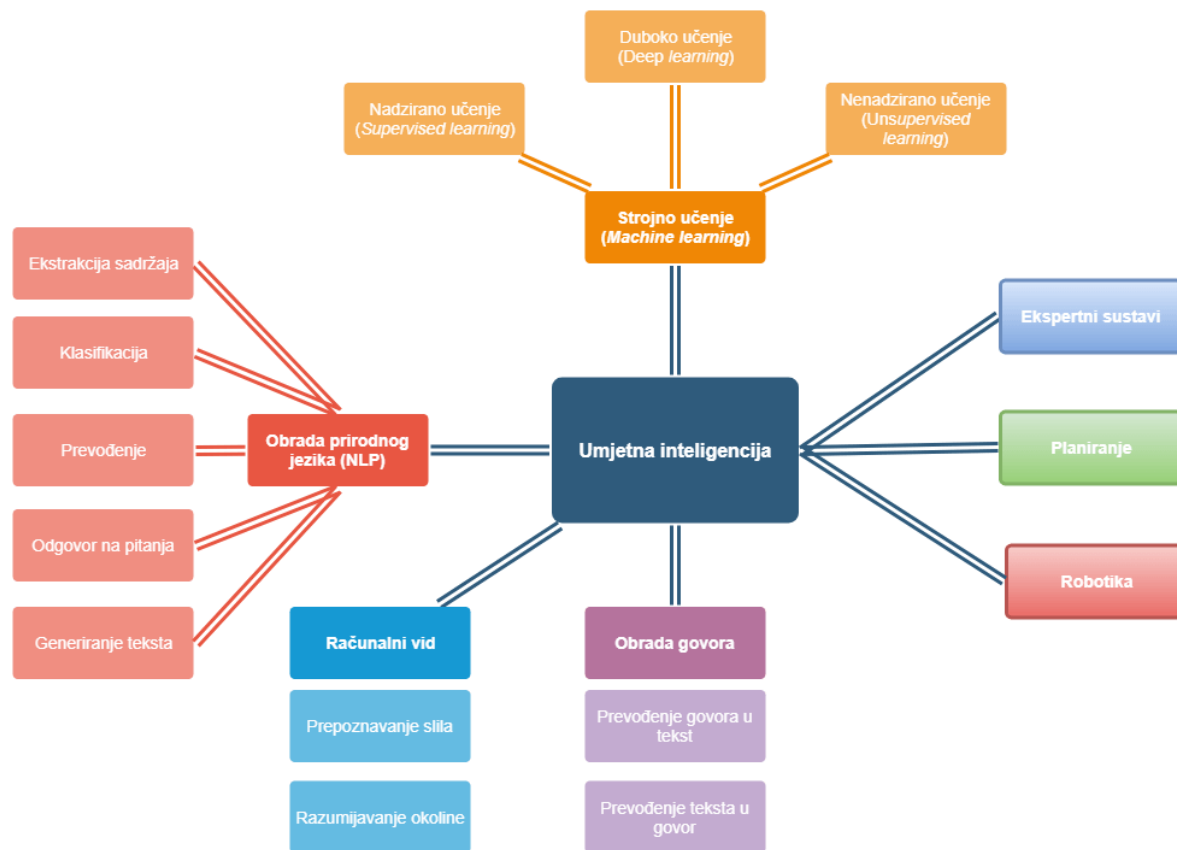 Duboko učenje
(Deep learning)
Nadzirano učenje
(Supervised learning)
Nenadzirano učenje
(Unsupervised
learning)
Strojno učenje
(Machine learning)
Ekstrakcija sadržaja
Klasifikacija
Prevođenje
Odgovor na pitanja
Generiranje teksta
Obrada prirodnog
jezika (NLP)
Umjetna inteligencija
Ekspertni sustavi
Planiranje
Robotika
Računalni vid
Prepoznavanje slila
Razumijavanje okoline
Obrada govora
Prevođenje govora u
tekst
Prevođenje teksta u
govor